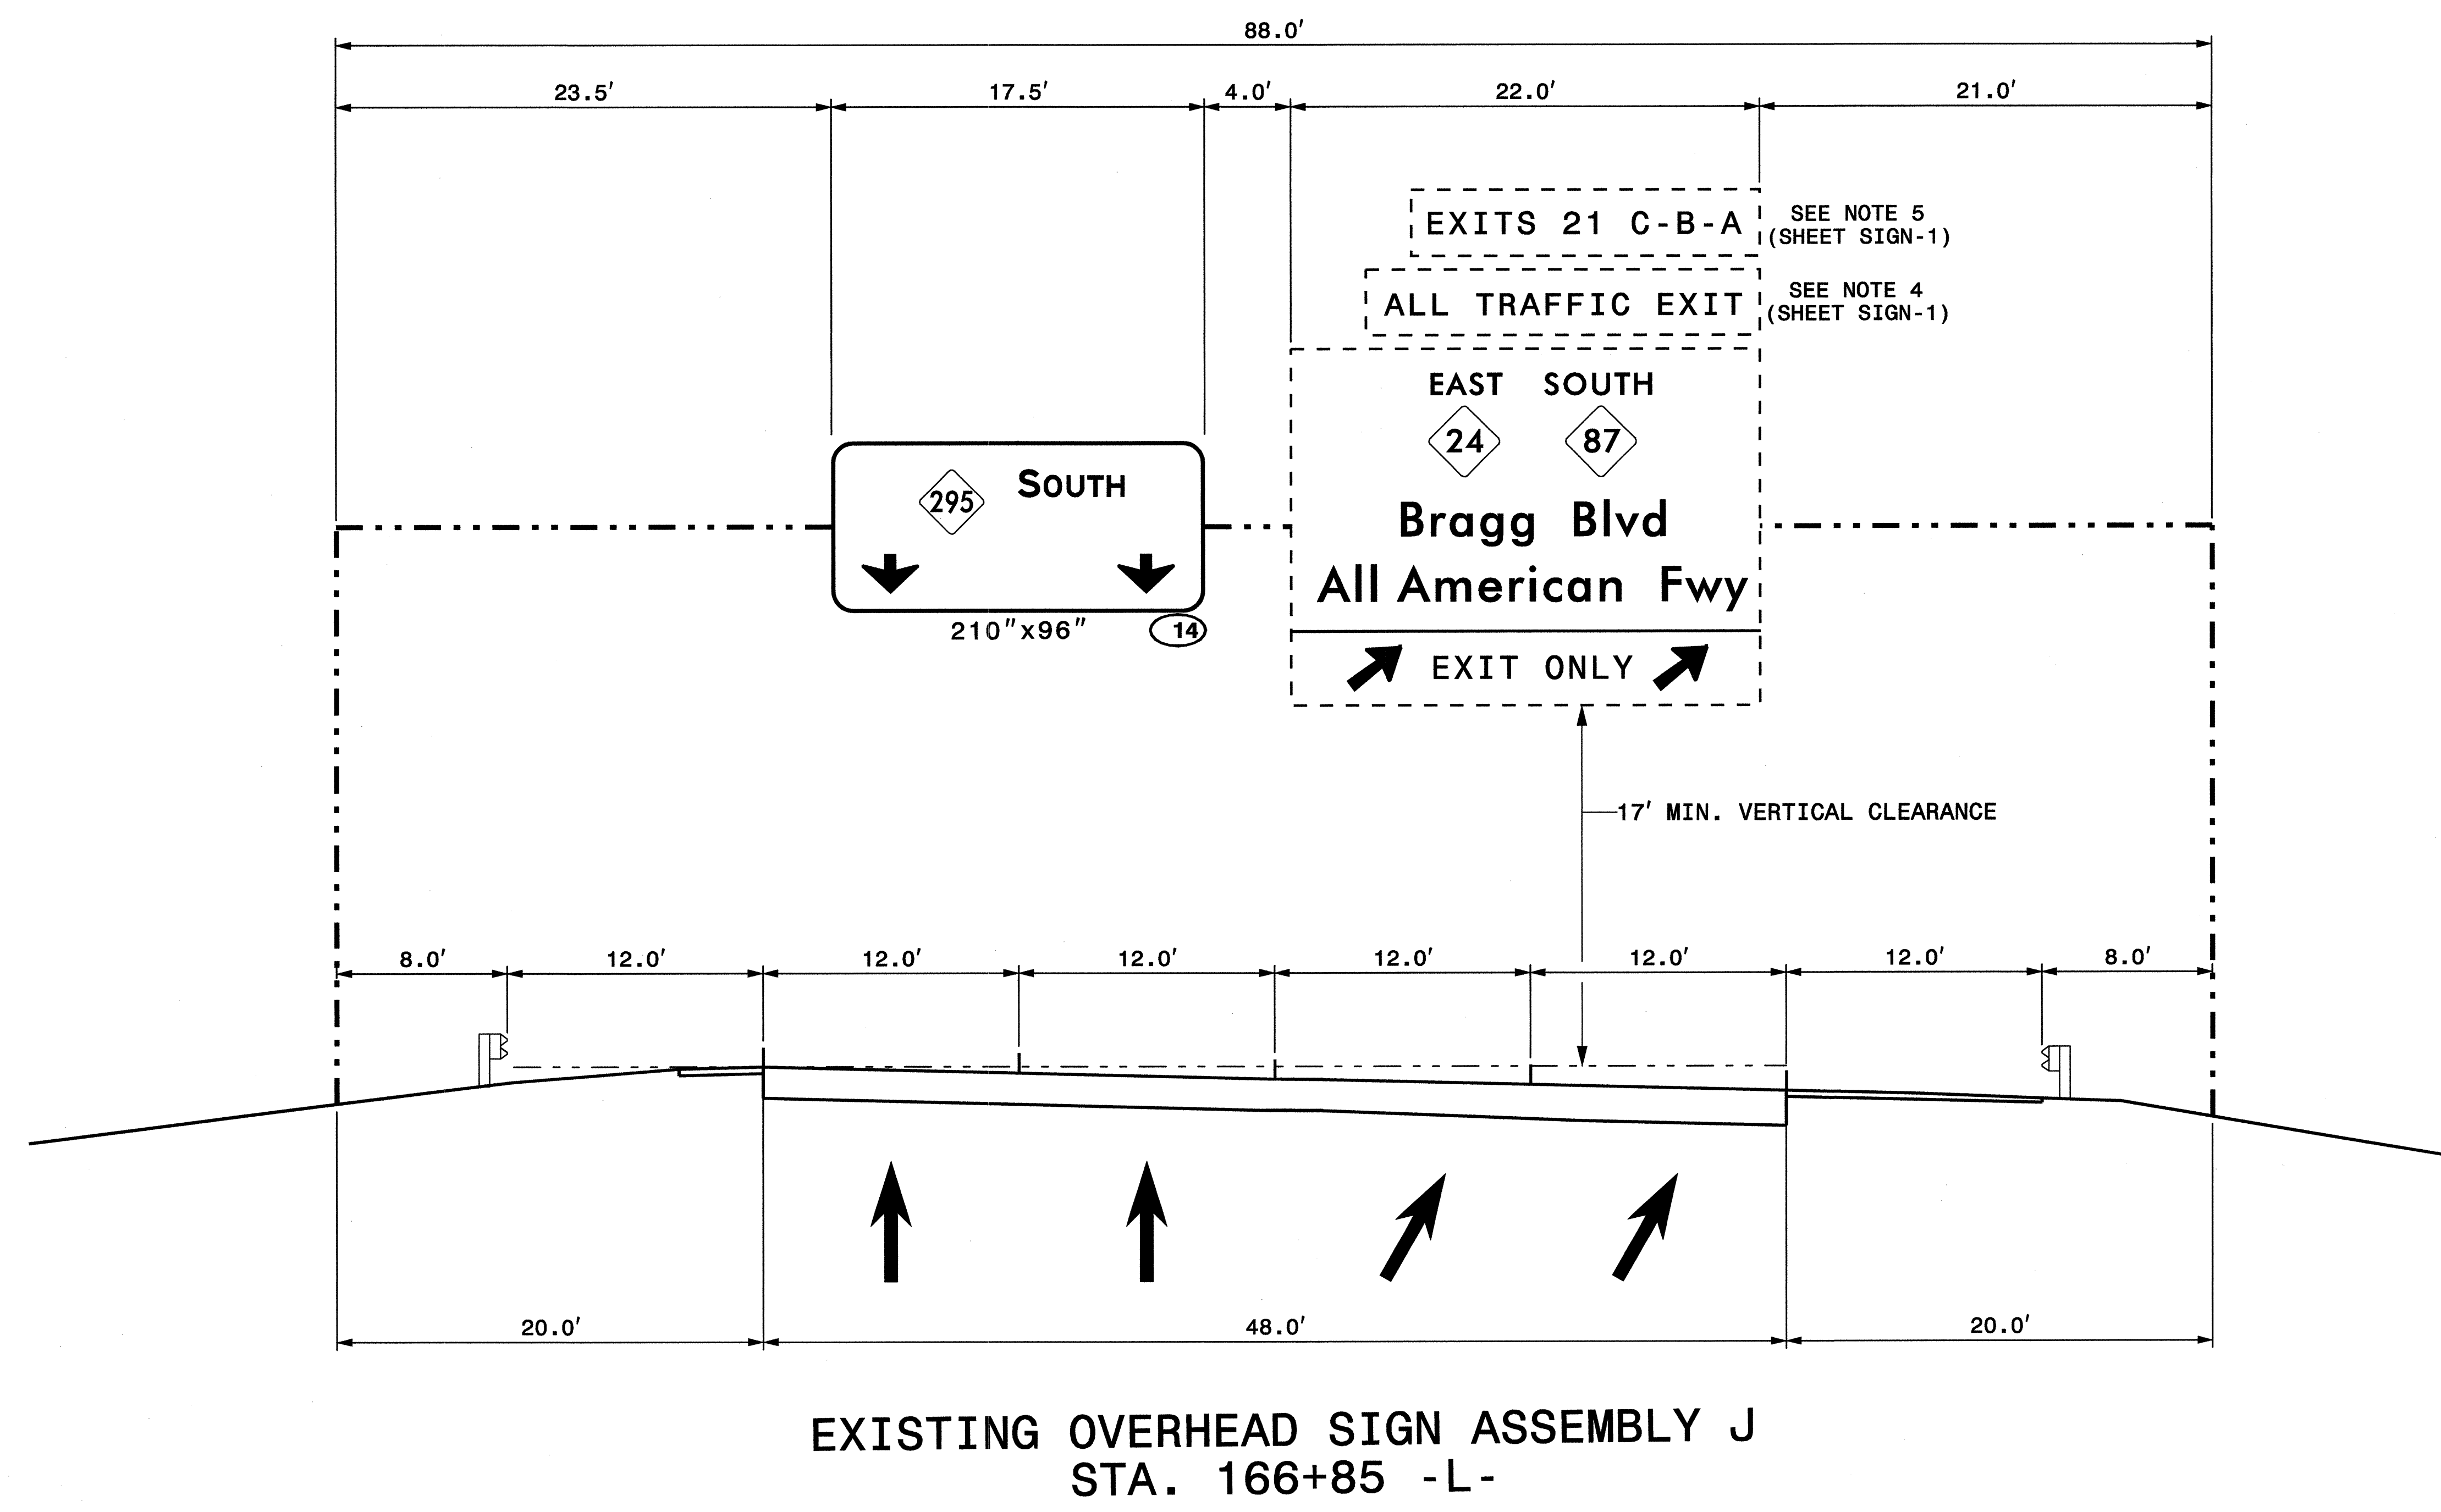 88.0'
23.5' 17.5' 4.0' 22.0' 21.0'
EXITS 21 C-B-A
SEE NOTE 5
(SHEET SIGN-1)
ALL TRAFFIC EXIT
SEE NOTE 4
(SHEET SIGN-1)
EAST SOUTH
24 87
Bragg Blvd
All American Fwy
EXIT ONLY
295 SOUTH
210"x96" 14
17' MIN. VERTICAL CLEARANCE
8.0' 12.0' 12.0' 12.0' 12.0' 12.0' 12.0' 8.0'
20.0' 48.0' 20.0'
EXISTING OVERHEAD SIGN ASSEMBLY J
STA. 166+85 -L-